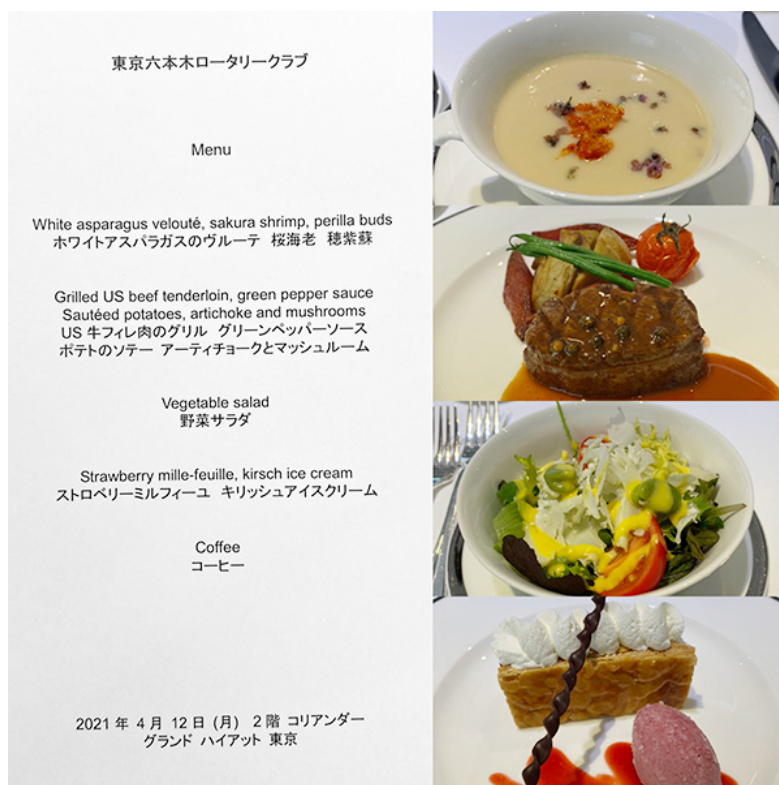 東京六本木ロータリークラブ
Menu
White asparagus velouté, sakura shrimp, perilla buds
ホワイトアスパラガスのヴルーテ 桜海老 穂紫蘇
Grilled US beef tenderloin, green pepper sauce
Sautéed potatoes, artichoke and mushrooms
US 牛フィレ肉のグリル グリーンペッパーソース
ポテトのソテー アーティチョークとマッシュルーム
Vegetable salad
野菜サラダ
Strawberry mille-feuille, kirsch ice cream
ストロベリーミルフィーユ キリッシュアイスクリーム
Coffee
コーヒー
2021 年 4 月 12 日 (月) 2 階 コリアンダー
グランド ハイアット 東京